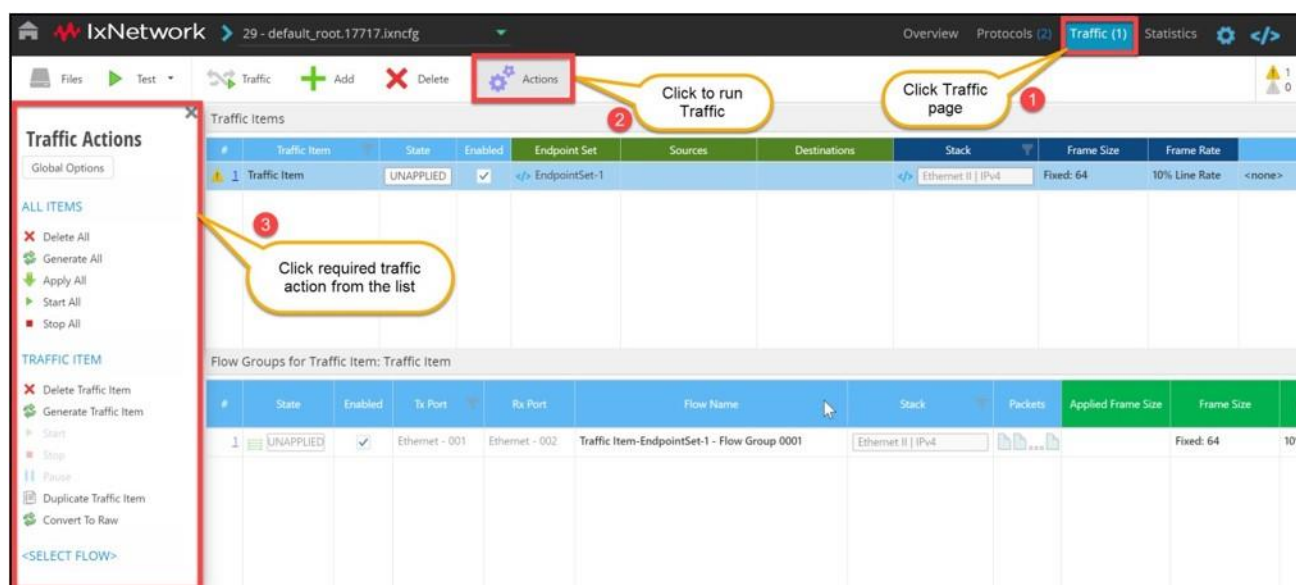 IxNetwork
29 - default_root.17717.ixncfg
Overview
Protocols (2)
Traffic (1)
Statistics
</>
Files
Test
Traffic
Add
Delete
Actions
1
0
Click to run
Traffic
2
Click Traffic
page
1
Traffic Actions
Global Options
ALL ITEMS
Delete All
Generate All
Apply All
Start All
Stop All
TRAFFIC ITEM
Delete Traffic Item
Generate Traffic Item
Start
Stop
Pause
Duplicate Traffic Item
Convert To Raw
<SELECT FLOW>
Traffic Items
# Traffic Item State Enabled Endpoint Set Sources Destinations Stack Frame Size Frame Rate
1 Traffic Item UNAPPLIED </> EndpointSet-1 </> Ethernet II | IPv4 Fixed: 64 10% Line Rate <none>
3
Click required traffic
action from the list
Flow Groups for Traffic Item: Traffic Item
# State Enabled Tx Port Rx Port Flow Name Stack Packets Applied Frame Size Frame Size
1 UNAPPLIED Ethernet - 001 Ethernet - 002 Traffic Item-EndpointSet-1 - Flow Group 0001 Ethernet II | IPv4 ... Fixed: 64